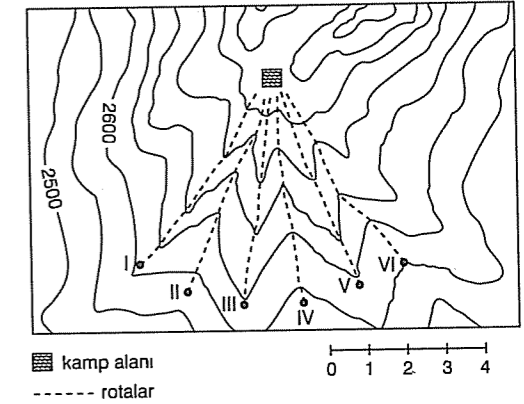 2600
2500
I
II
III
IV
V
VI
kamp alanı
rotalar
0 1 2 3 4